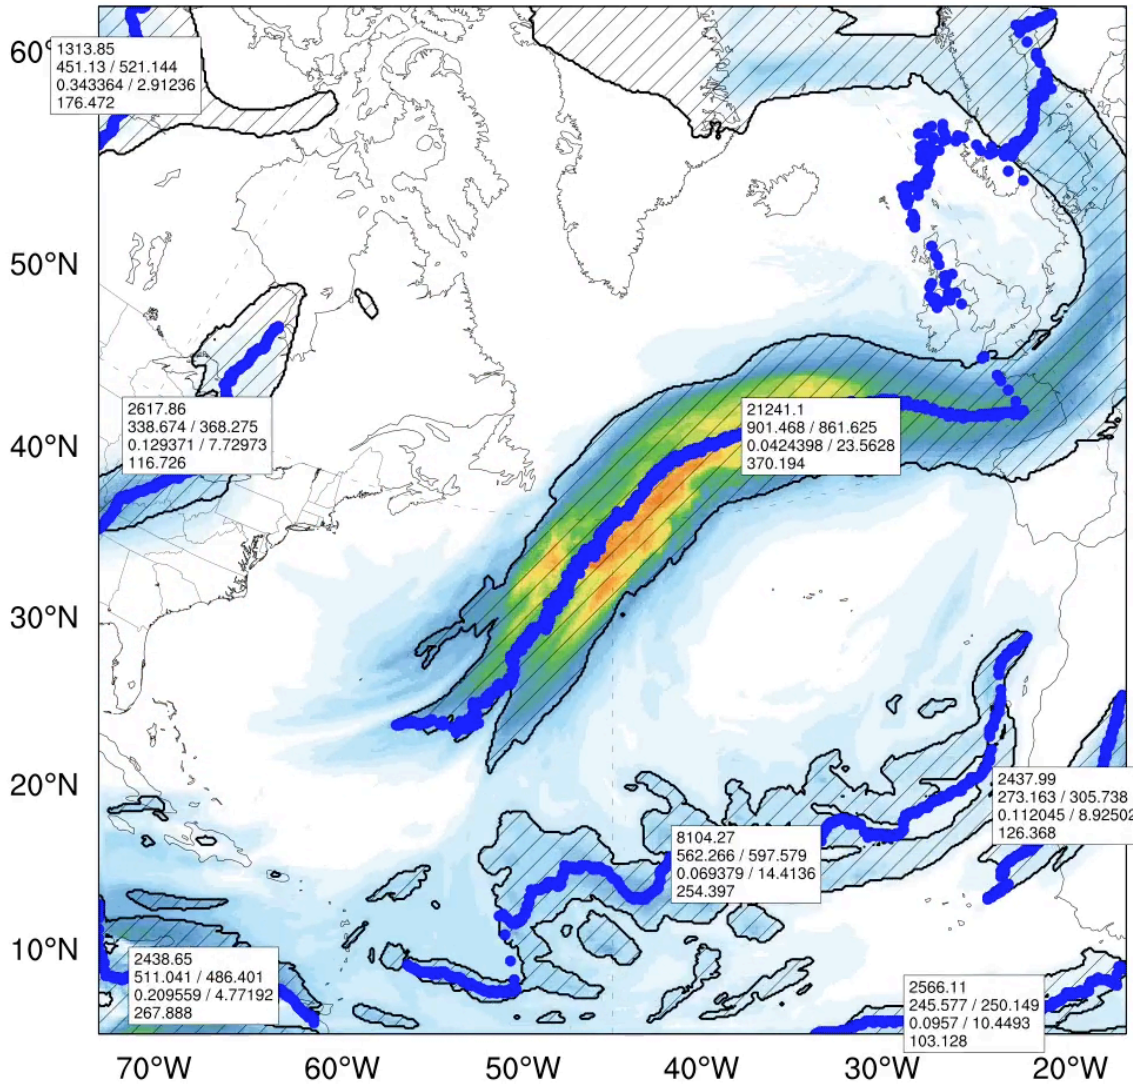 60°
1313.85
451.13 / 521.144
0.343364 / 2.91236
176.472
50°N
2617.86
338.674 / 368.275
0.129371 / 7.72973
116.726
21241.1
901.468 / 861.625
0.0424398 / 23.5628
370.194
40°N
30°N
20°N
2437.99
273.163 / 305.738
0.112045 / 8.92502
126.368
8104.27
562.266 / 597.579
0.069379 / 14.4136
254.397
10°N
2438.65
511.041 / 486.401
0.209559 / 4.77192
267.888
2566.11
245.577 / 250.149
0.0957 / 10.4493
103.128
70°W
60°W
50°W
40°W
30°W
20°W